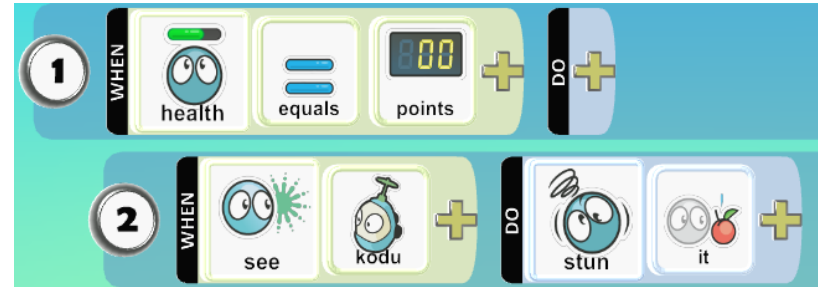 1 WHEN health equals 00 points DO
2 WHEN see kodu DO stun it